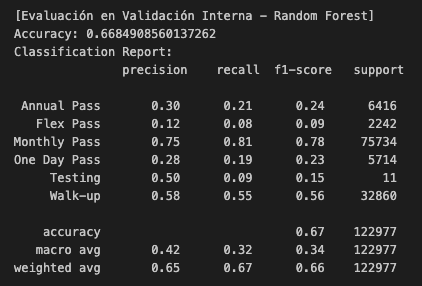 [Evaluación en Validación Interna - Random Forest]
Accuracy: 0.6684908560137262
Classification Report:
precision recall f1-score support
Annual Pass 0.30 0.21 0.24 6416
Flex Pass 0.12 0.08 0.09 2242
Monthly Pass 0.75 0.81 0.78 75734
One Day Pass 0.28 0.19 0.23 5714
Testing 0.50 0.09 0.15 11
Walk-up 0.58 0.55 0.56 32860
accuracy 0.67 122977
macro avg 0.42 0.32 0.34 122977
weighted avg 0.65 0.67 0.66 122977